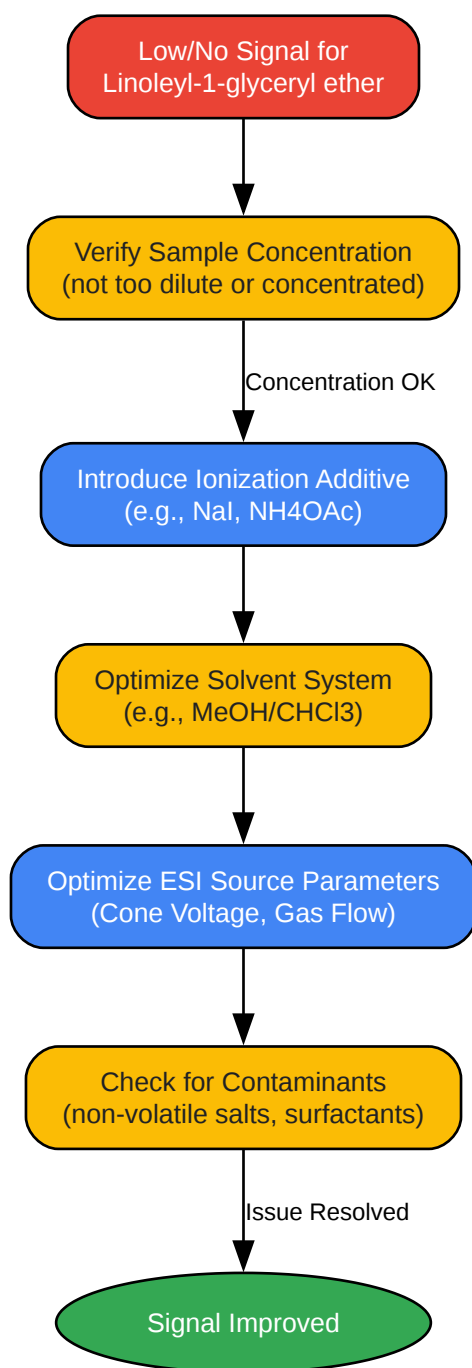 Low/No Signal for
Linoleyl-1-glyceryl ether
Verify Sample Concentration
(not too dilute or concentrated)
Concentration OK
Introduce Ionization Additive
(e.g., NaI, NH4OAc)
Optimize Solvent System
(e.g., MeOH/CHCl3)
Optimize ESI Source Parameters
(Cone Voltage, Gas Flow)
Check for Contaminants
(non-volatile salts, surfactants)
Issue Resolved
Signal Improved